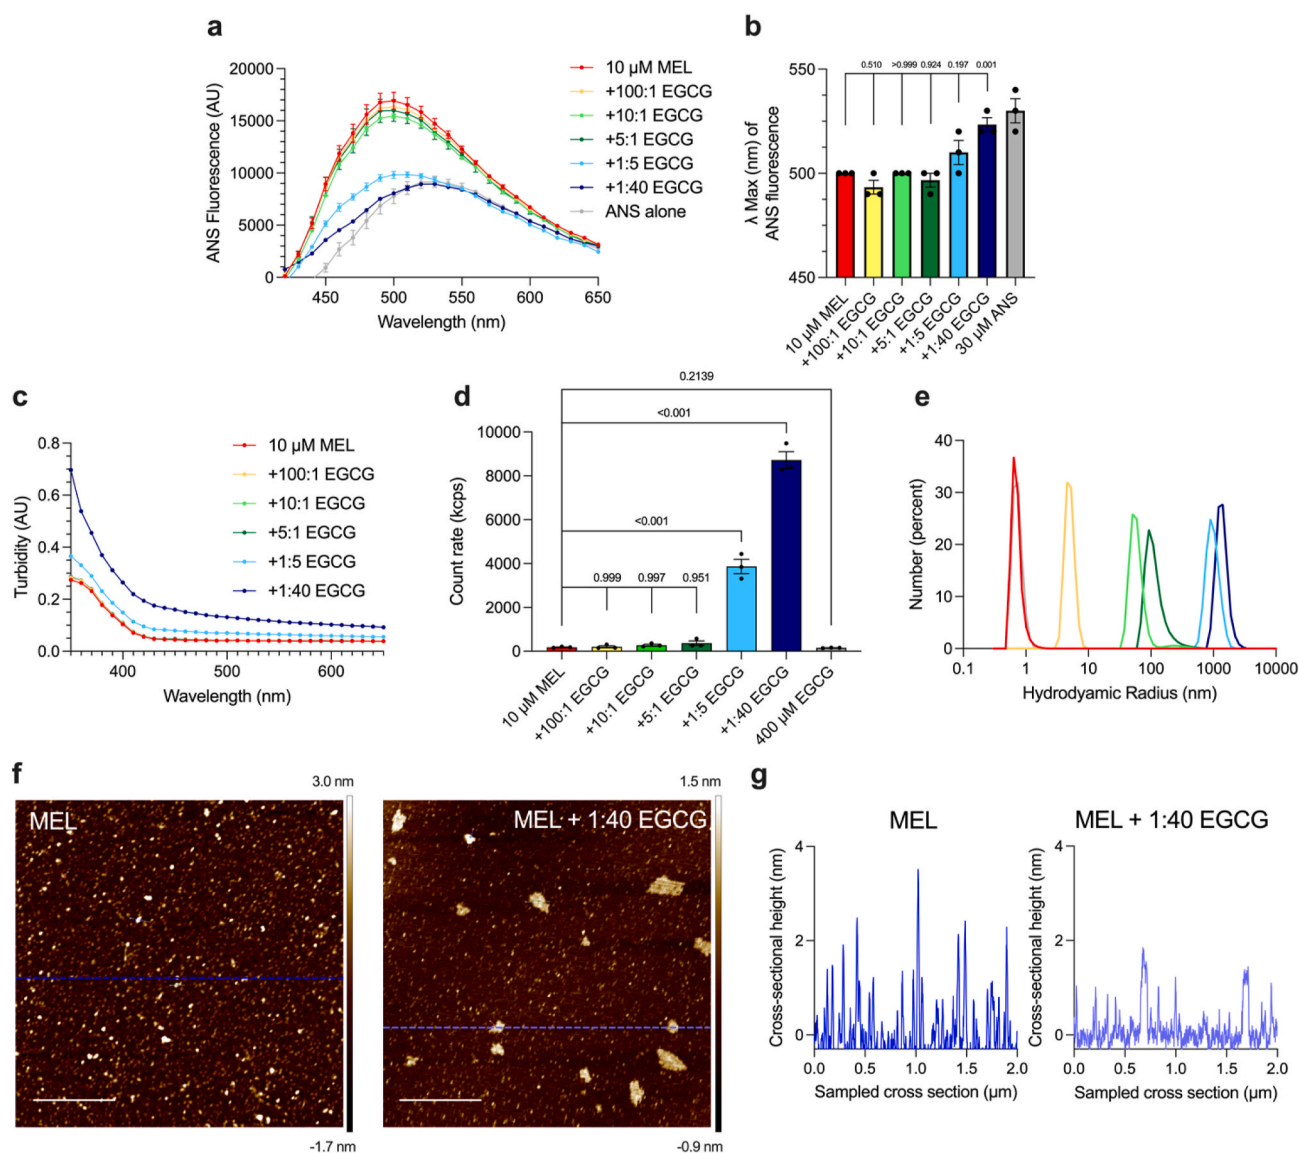 a
ANS Fluorescence (AU)
20000
15000
10000
5000
0
450
500
550
600
650
Wavelength (nm)
10 µM MEL
+100:1 EGCG
+10:1 EGCG
+5:1 EGCG
+1:5 EGCG
+1:40 EGCG
ANS alone
b
λ Max (nm) of
ANS fluorescence
550
500
450
0.510
>0.999
0.924
0.197
0.001
10 µM MEL
+100:1 EGCG
+10:1 EGCG
+5:1 EGCG
+1:5 EGCG
+1:40 EGCG
30 µM ANS
c
Turbidity (AU)
0.8
0.6
0.4
0.2
0.0
400
500
600
Wavelength (nm)
10 µM MEL
+100:1 EGCG
+10:1 EGCG
+5:1 EGCG
+1:5 EGCG
+1:40 EGCG
d
Count rate (kcps)
10000
8000
6000
4000
2000
0
0.2139
<0.001
<0.001
0.999
0.997
0.951
10 µM MEL
+100:1 EGCG
+10:1 EGCG
+5:1 EGCG
+1:5 EGCG
+1:40 EGCG
400 µM EGCG
e
Number (percent)
40
30
20
10
0
0.1
1
10
100
1000
10000
Hydrodyamic Radius (nm)
f
3.0 nm
MEL
-1.7 nm
1.5 nm
MEL + 1:40 EGCG
-0.9 nm
g
MEL
Cross-sectional height (nm)
4
2
0
0.0
0.5
1.0
1.5
2.0
Sampled cross section (µm)
MEL + 1:40 EGCG
Cross-sectional height (nm)
4
2
0
0.0
0.5
1.0
1.5
2.0
Sampled cross section (µm)